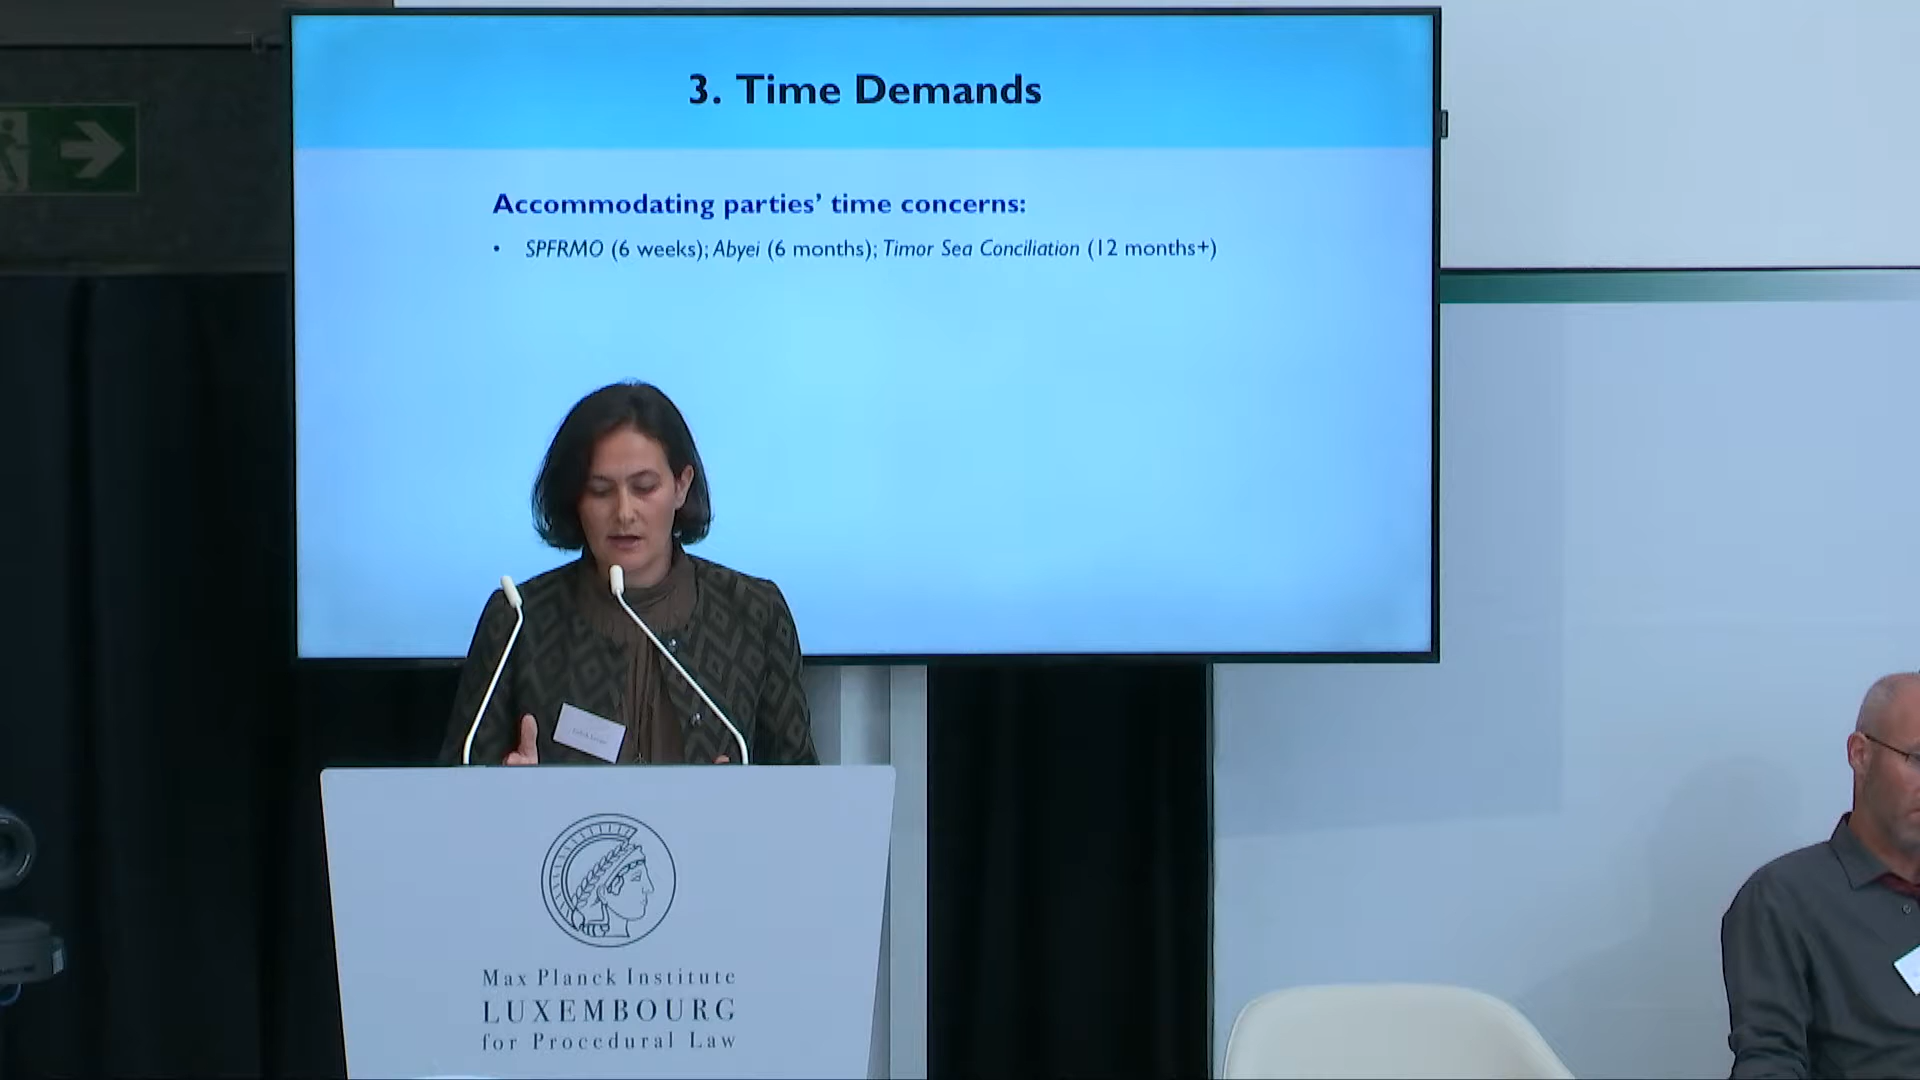 3. Time Demands
Accommodating parties’ time concerns:
• SPFRMO (6 weeks); Abyei (6 months); Timor Sea Conciliation (12 months+)
Max Planck Institute
LUXEMBOURG
for Procedural Law